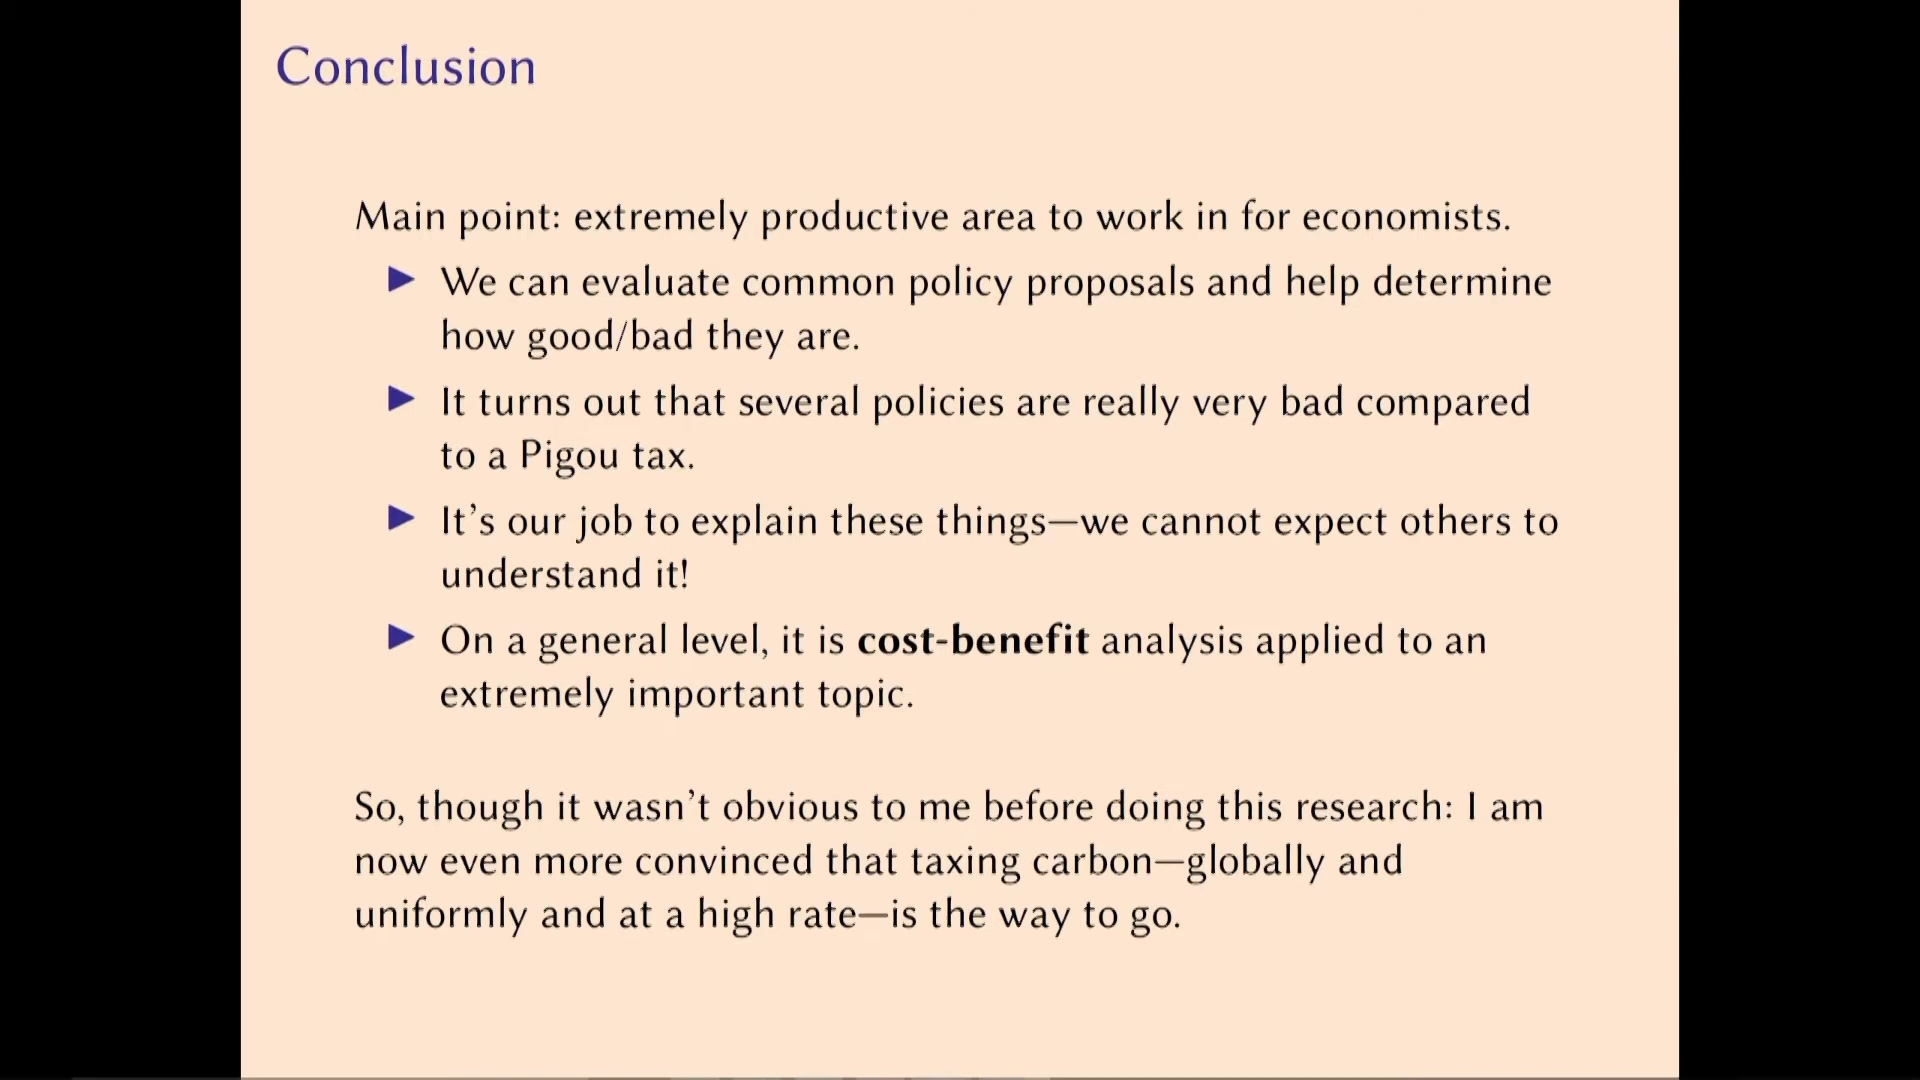 Conclusion
Main point: extremely productive area to work in for economists.
▶ We can evaluate common policy proposals and help determine
how good/bad they are.
▶ It turns out that several policies are really very bad compared
to a Pigou tax.
▶ It's our job to explain these things—we cannot expect others to
understand it!
▶ On a general level, it is cost-benefit analysis applied to an
extremely important topic.
So, though it wasn't obvious to me before doing this research: I am
now even more convinced that taxing carbon—globally and
uniformly and at a high rate—is the way to go.